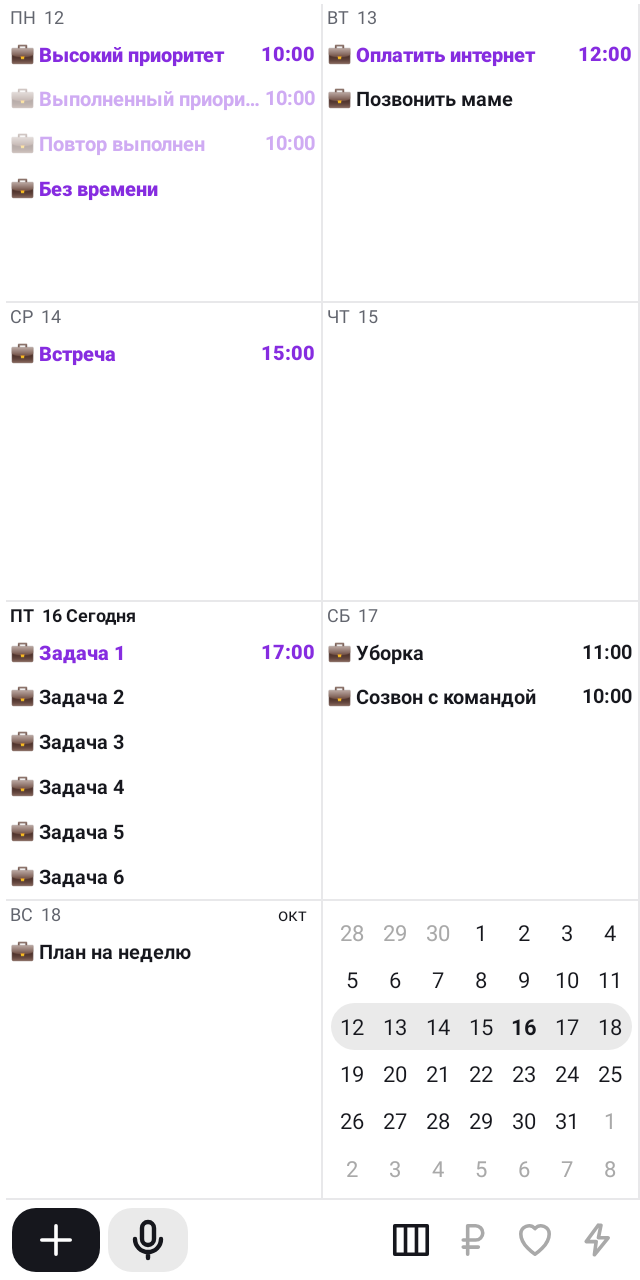 ПН 12
Высокий приоритет 10:00
Выполненный приори... 10:00
Повтор выполнен 10:00
Без времени
ВТ 13
Оплатить интернет 12:00
Позвонить маме
СР 14
Встреча 15:00
ЧТ 15
ПТ 16 Сегодня
Задача 1 17:00
Задача 2
Задача 3
Задача 4
Задача 5
Задача 6
СБ 17
Уборка 11:00
Созвон с командой 10:00
ВС 18 окт
План на неделю
28 29 30 1 2 3 4
5 6 7 8 9 10 11
12 13 14 15 16 17 18
19 20 21 22 23 24 25
26 27 28 29 30 31 1
2 3 4 5 6 7 8